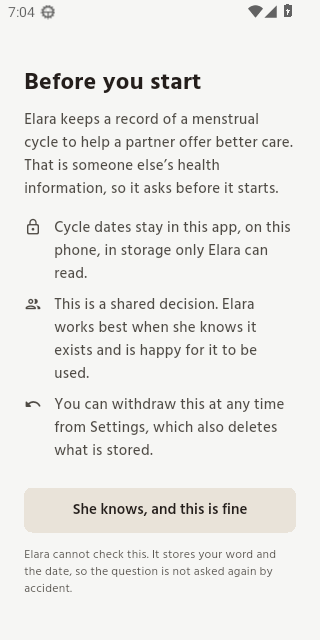 7:04
Before you start
Elara keeps a record of a menstrual
cycle to help a partner offer better care.
That is someone else’s health
information, so it asks before it starts.
Cycle dates stay in this app, on this
phone, in storage only Elara can
read.
This is a shared decision. Elara
works best when she knows it
exists and is happy for it to be
used.
You can withdraw this at any time
from Settings, which also deletes
what is stored.
She knows, and this is fine
Elara cannot check this. It stores your word and
the date, so the question is not asked again by
accident.